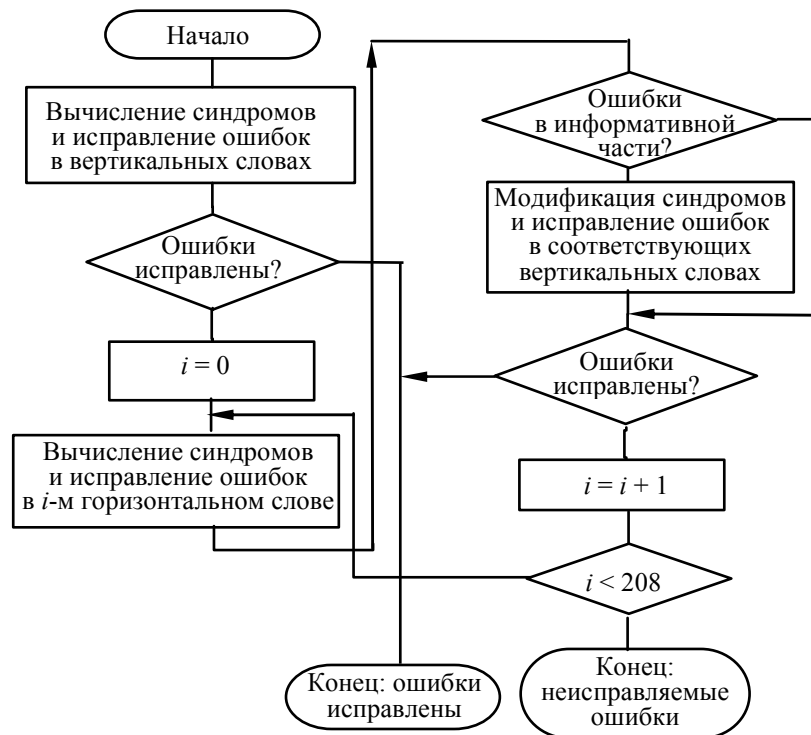 Начало
Вычисление синдромов
и исправление ошибок
в вертикальных словах
Ошибки
исправлены?
i = 0
Вычисление синдромов
и исправление ошибок
в i-м горизонтальном слове
Ошибки
в информативной
части?
Модификация синдромов
и исправление ошибок
в соответствующих
вертикальных словах
Ошибки
исправлены?
i = i + 1
i < 208
Конец: ошибки
исправлены
Конец:
неисправляемые
ошибки